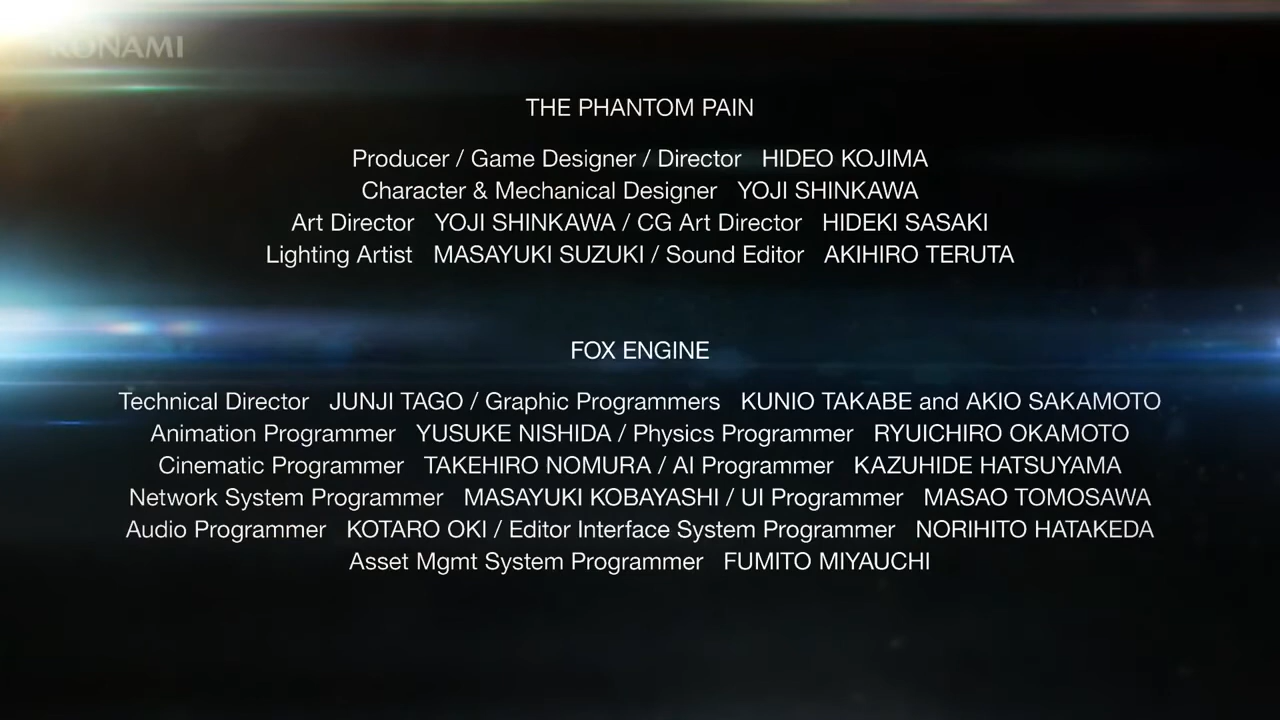 KONAMI
THE PHANTOM PAIN
Producer / Game Designer / Director HIDEO KOJIMA
Character & Mechanical Designer YOJI SHINKAWA
Art Director YOJI SHINKAWA / CG Art Director HIDEKI SASAKI
Lighting Artist MASAYUKI SUZUKI / Sound Editor AKIHIRO TERUTA
FOX ENGINE
Technical Director JUNJI TAGO / Graphic Programmers KUNIO TAKABE and AKIO SAKAMOTO
Animation Programmer YUSUKE NISHIDA / Physics Programmer RYUICHIRO OKAMOTO
Cinematic Programmer TAKEHIRO NOMURA / AI Programmer KAZUHIDE HATSUYAMA
Network System Programmer MASAYUKI KOBAYASHI / UI Programmer MASAO TOMOSAWA
Audio Programmer KOTARO OKI / Editor Interface System Programmer NORIHITO HATAKEDA
Asset Mgmt System Programmer FUMITO MIYAUCHI